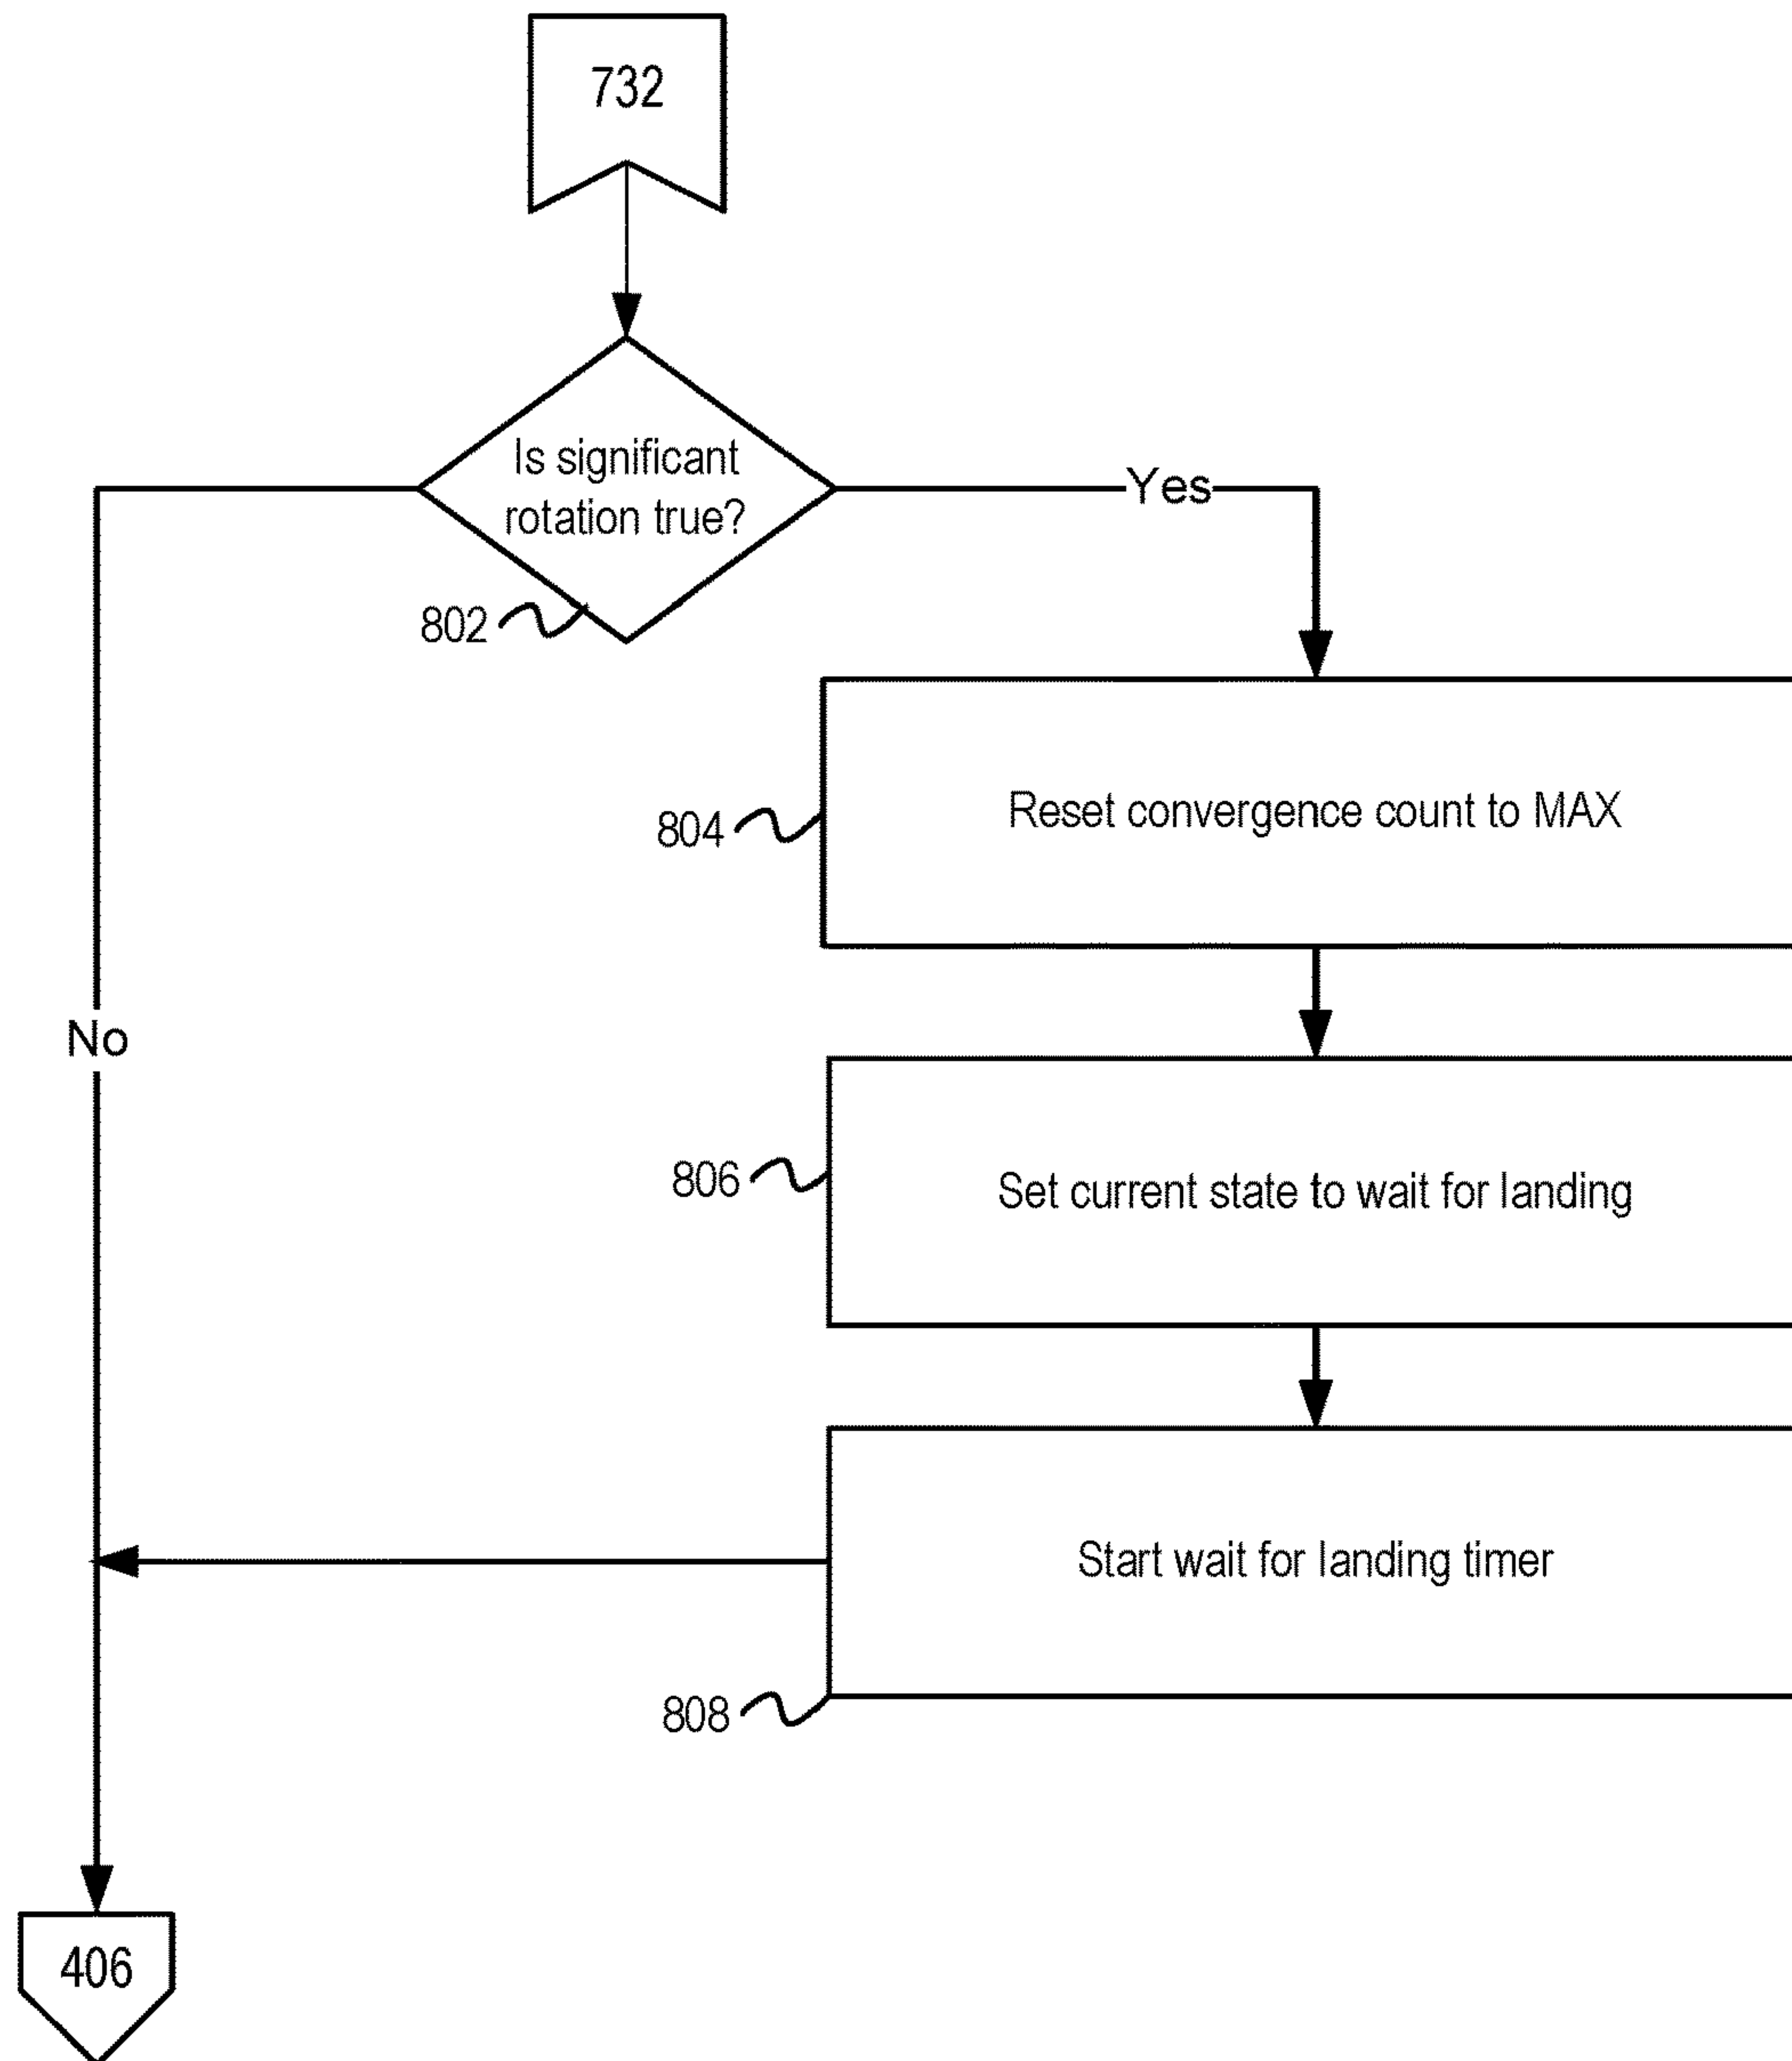 732
Is significant
rotation true?
Yes
802
Reset convergence count to MAX
804
No
Set current state to wait for landing
806
Start wait for landing timer
808
406